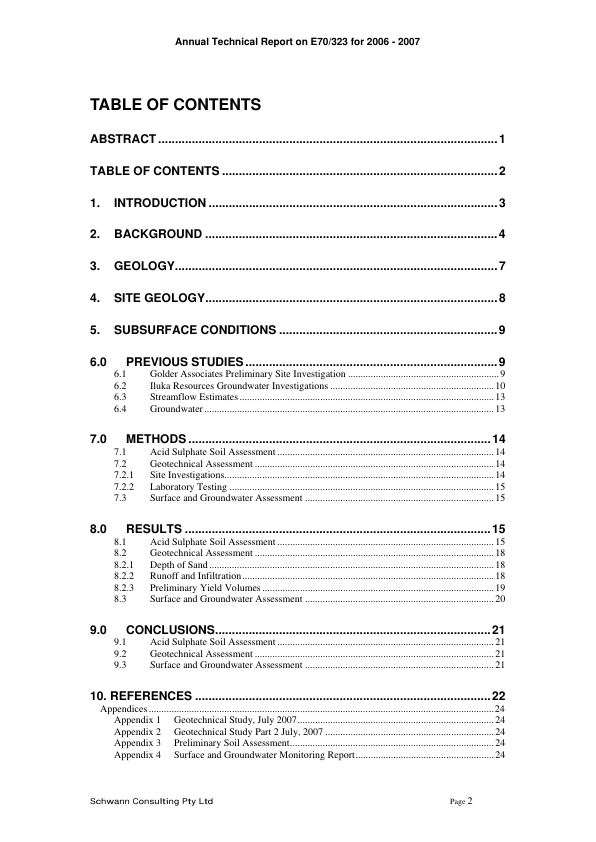 Annual Technical Report on E70/323 for 2006 - 2007
TABLE OF CONTENTS
ABSTRACT ........ 1
TABLE OF CONTENTS ........ 2
1. INTRODUCTION ........ 3
2. BACKGROUND ........ 4
3. GEOLOGY ........ 7
4. SITE GEOLOGY ........ 8
5. SUBSURFACE CONDITIONS ........ 9
6.0 PREVIOUS STUDIES ........ 9
6.1 Golder Associates Preliminary Site Investigation ........ 9
6.2 Iluka Resources Groundwater Investigations ........ 10
6.3 Streamflow Estimates ........ 13
6.4 Groundwater ........ 13
7.0 METHODS ........ 14
7.1 Acid Sulphate Soil Assessment ........ 14
7.2 Geotechnical Assessment ........ 14
7.2.1 Site Investigations ........ 14
7.2.2 Laboratory Testing ........ 15
7.3 Surface and Groundwater Assessment ........ 15
8.0 RESULTS ........ 15
8.1 Acid Sulphate Soil Assessment ........ 15
8.2 Geotechnical Assessment ........ 18
8.2.1 Depth of Sand ........ 18
8.2.2 Runoff and Infiltration ........ 18
8.2.3 Preliminary Yield Volumes ........ 19
8.3 Surface and Groundwater Assessment ........ 20
9.0 CONCLUSIONS ........ 21
9.1 Acid Sulphate Soil Assessment ........ 21
9.2 Geotechnical Assessment ........ 21
9.3 Surface and Groundwater Assessment ........ 21
10. REFERENCES ........ 22
Appendices ........ 24
Appendix 1 Geotechnical Study, July 2007 ........ 24
Appendix 2 Geotechnical Study Part 2 July, 2007 ........ 24
Appendix 3 Preliminary Soil Assessment ........ 24
Appendix 4 Surface and Groundwater Monitoring Report ........ 24
Schwann Consulting Pty Ltd Page 2